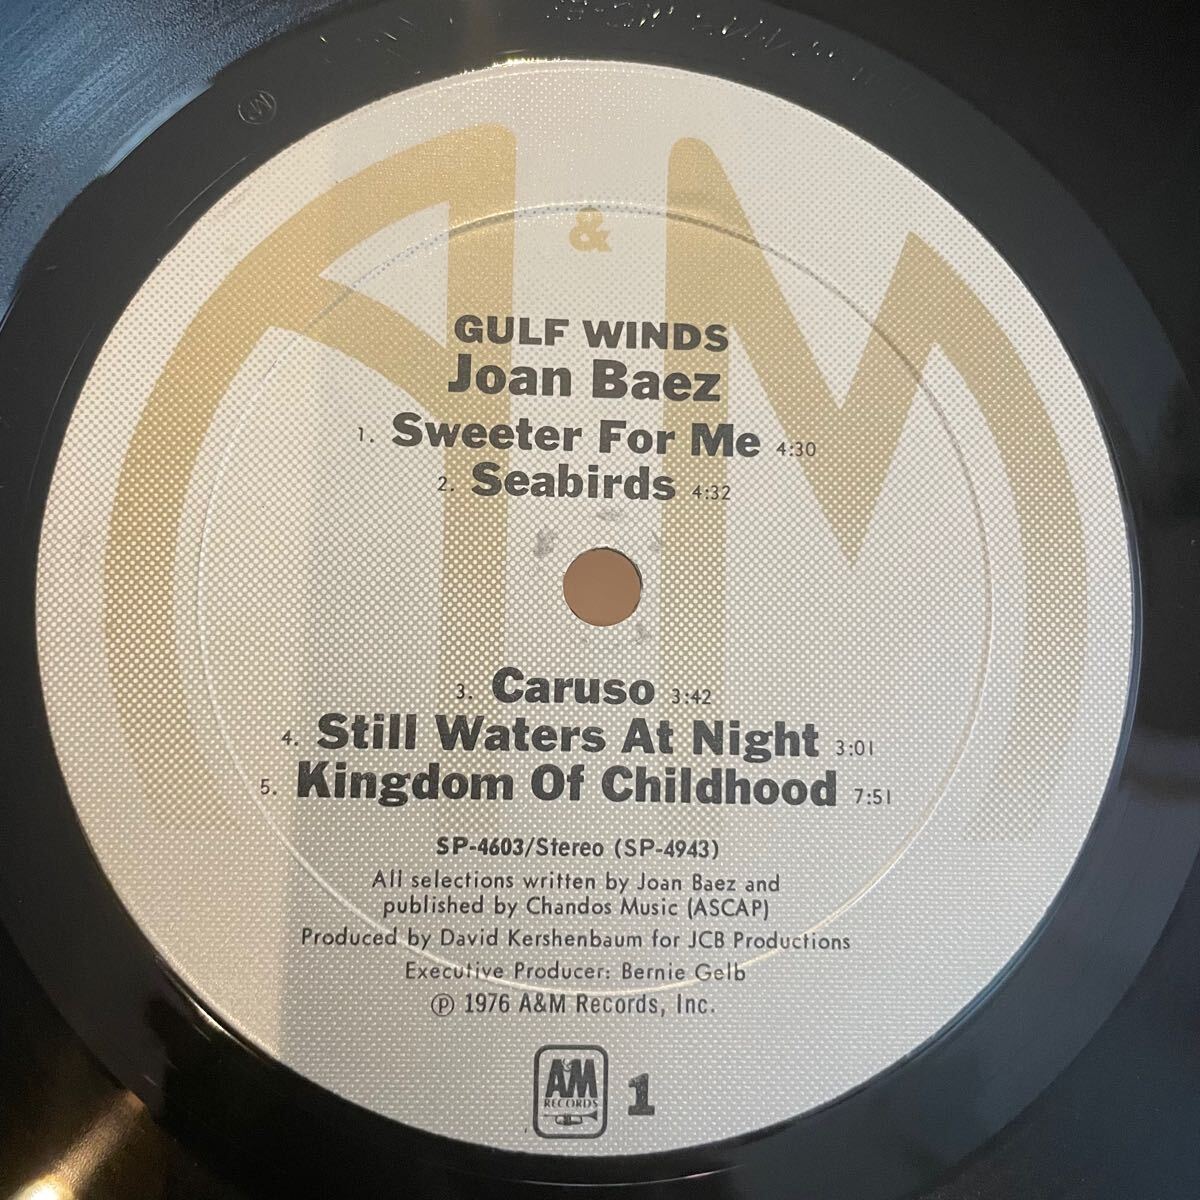 A & M
GULF WINDS
Joan Baez
1. Sweeter For Me 4:30
2. Seabirds 4:32
3. Caruso 3:42
4. Still Waters At Night 3:01
5. Kingdom Of Childhood 7:51
SP-4603/Stereo (SP-4943)
All selections written by Joan Baez and
published by Chandos Music (ASCAP)
Produced by David Kershenbaum for JCB Productions
Executive Producer: Bernie Gelb
℗ 1976 A&M Records, Inc.
A&M
RECORDS
1